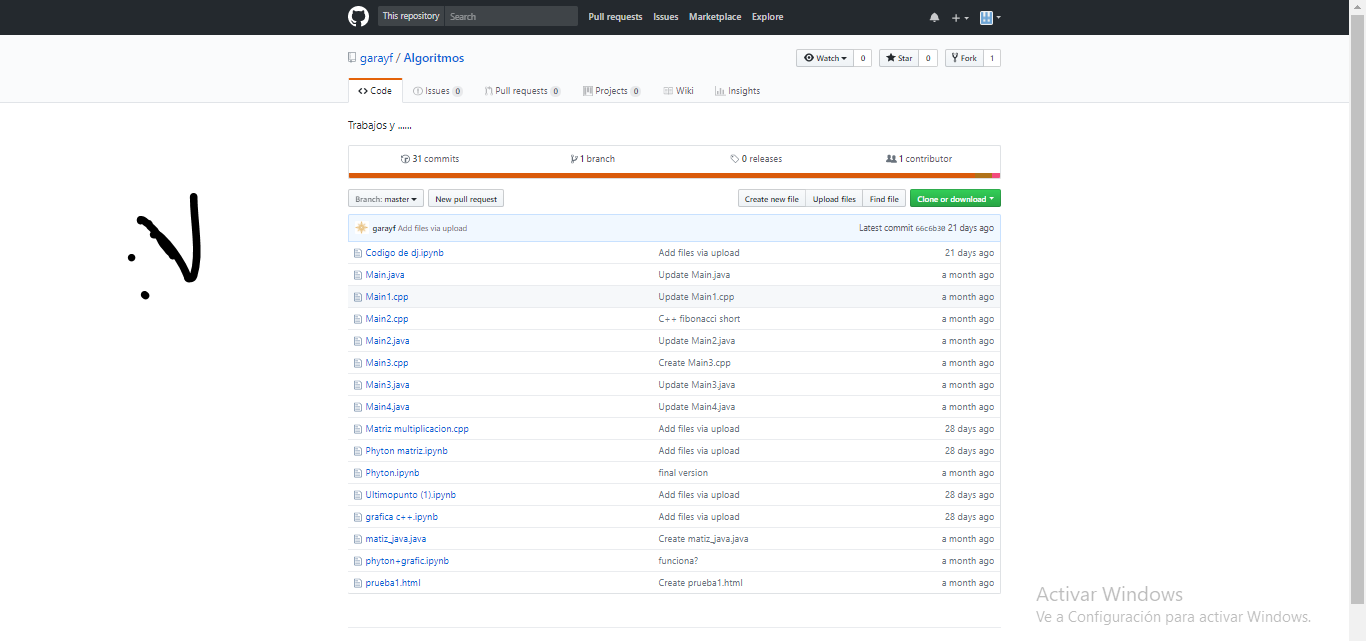 This repository Search Pull requests Issues Marketplace Explore
garayf / Algoritmos Watch 0 Star 0 Fork 1
Code Issues 0 Pull requests 0 Projects 0 Wiki Insights
Trabajos y ......
31 commits 1 branch 0 releases 1 contributor
Branch: master New pull request Create new file Upload files Find file Clone or download
garayf Add files via upload Latest commit 66c6b30 21 days ago
Codigo de dj.ipynb Add files via upload 21 days ago
Main.java Update Main.java a month ago
Main1.cpp Update Main1.cpp a month ago
Main2.cpp C++ fibonacci short a month ago
Main2.java Update Main2.java a month ago
Main3.cpp Create Main3.cpp a month ago
Main3.java Update Main3.java a month ago
Main4.java Update Main4.java a month ago
Matriz multiplicacion.cpp Add files via upload 28 days ago
Phyton matriz.ipynb Add files via upload 28 days ago
Phyton.ipynb final version a month ago
Ultimopunto (1).ipynb Add files via upload 28 days ago
grafica c++.ipynb Add files via upload 28 days ago
matiz_java.java Create matiz_java.java a month ago
phyton+grafic.ipynb funciona? a month ago
prueba1.html Create prueba1.html a month ago
:V
Activar Windows
Ve a Configuración para activar Windows.